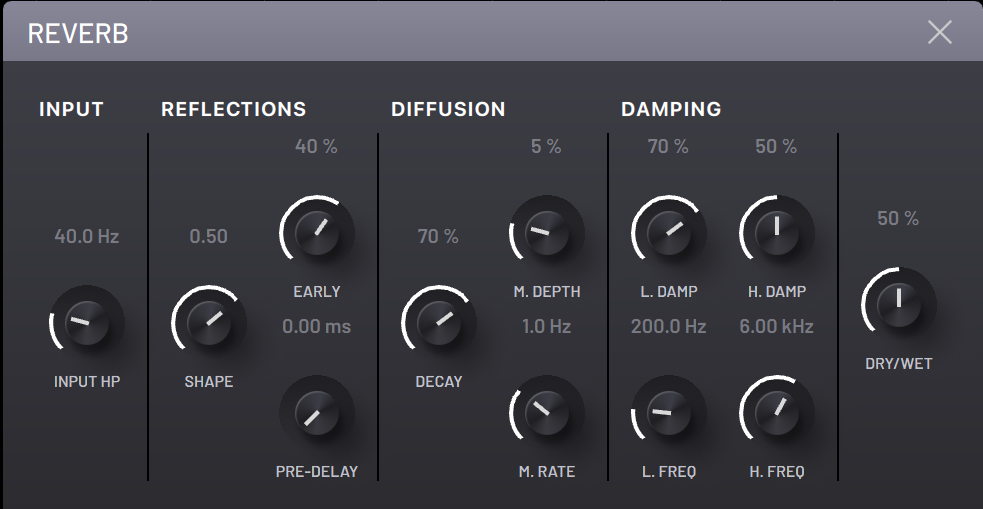 REVERB
INPUT
40.0 Hz
INPUT HP
REFLECTIONS
0.50
SHAPE
40 %
EARLY
0.00 ms
PRE-DELAY
DIFFUSION
70 %
DECAY
5 %
M. DEPTH
1.0 Hz
M. RATE
DAMPING
70 %
L. DAMP
200.0 Hz
L. FREQ
50 %
H. DAMP
6.00 kHz
H. FREQ
50 %
DRY/WET